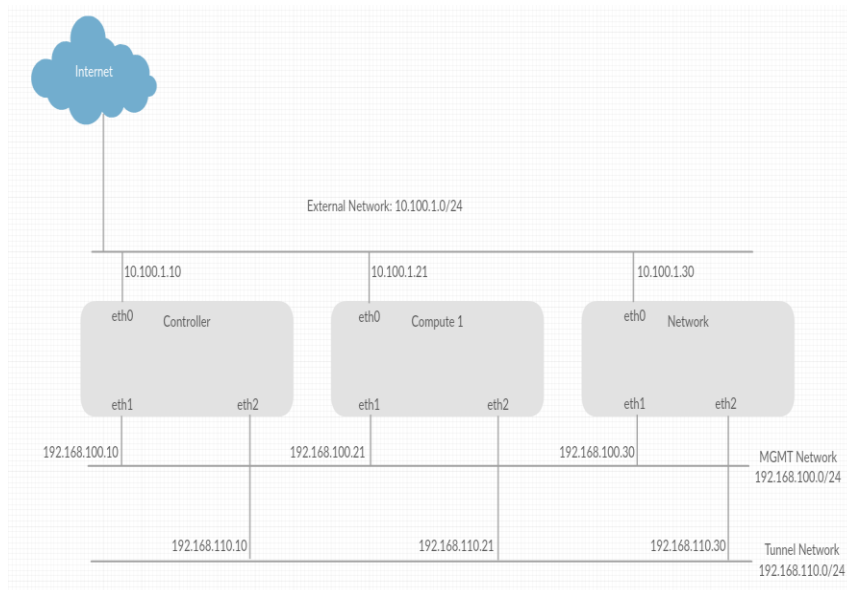 Internet
External Network: 10.100.1.0/24
10.100.1.10
10.100.1.21
10.100.1.30
eth0
Controller
eth0
Compute 1
eth0
Network
eth1
eth2
eth1
eth2
eth1
eth2
192.168.100.10
192.168.100.21
192.168.100.30
MGMT Network
192.168.100.0/24
192.168.110.10
192.168.110.21
192.168.110.30
Tunnel Network
192.168.110.0/24